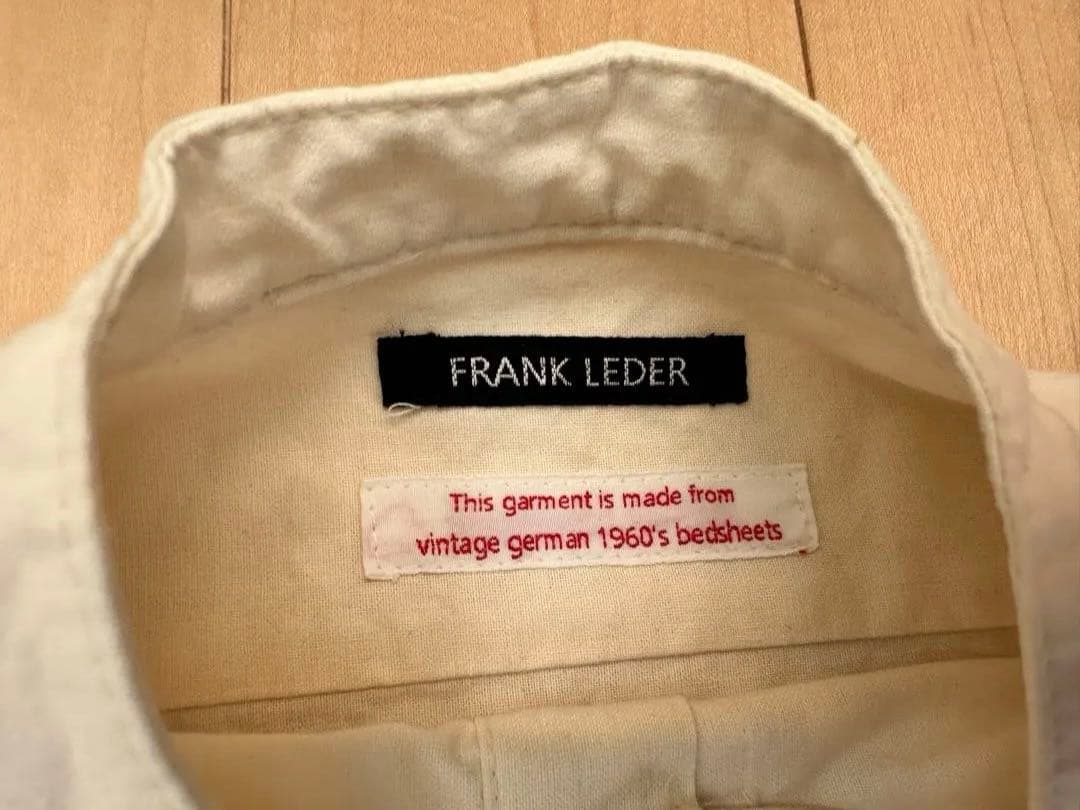 FRANK LEDER
This garment is made from
vintage german 1960's bedsheets